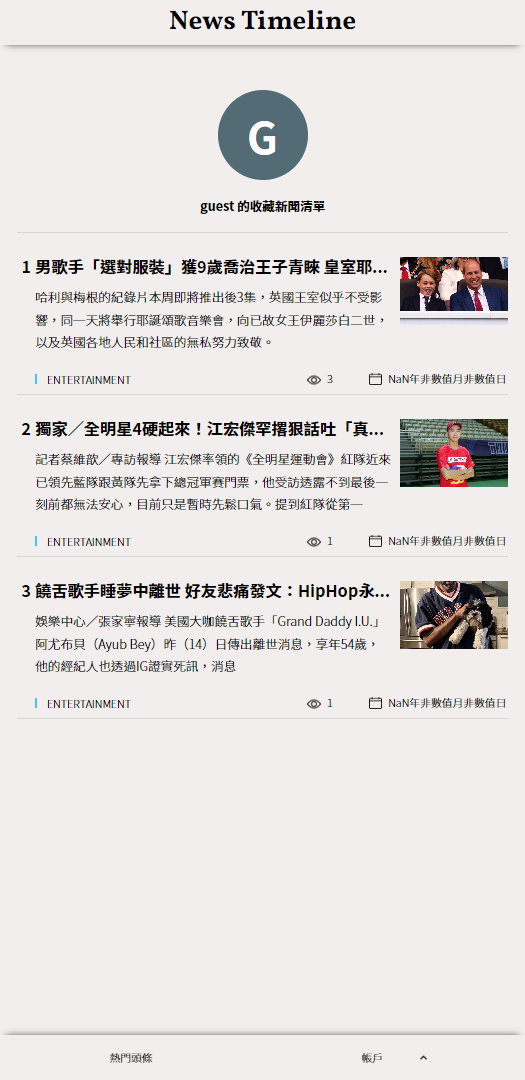 News Timeline
G
guest 的收藏新聞清單
1 男歌手「選對服裝」獲9歲喬治王子青睞 皇室耶...
哈利與梅根的紀錄片本周即將推出後3集，英國王室似乎不受影
響，同一天將舉行耶誕頌歌音樂會，向已故女王伊麗莎白二世，
以及英國各地人民和社區的無私努力致敬。
ENTERTAINMENT 3 NaN年非數值月非數值日
2 獨家／全明星4硬起來！江宏傑罕撂狠話吐「真...
記者蔡維歆／專訪報導 江宏傑率領的《全明星運動會》紅隊近來
已領先藍隊跟黃隊先拿下總冠軍賽門票，他受訪透露不到最後一
刻前都無法安心，目前只是暫時先鬆口氣。提到紅隊從第一
ENTERTAINMENT 1 NaN年非數值月非數值日
3 饒舌歌手睡夢中離世 好友悲痛發文：HipHop永...
娛樂中心／張家寧報導 美國大咖饒舌歌手「Grand Daddy I.U.」
阿尤布貝（Ayub Bey）昨（14）日傳出離世消息，享年54歲，
他的經紀人也透過IG證實死訊，消息
ENTERTAINMENT 1 NaN年非數值月非數值日
熱門頭條 帳戶